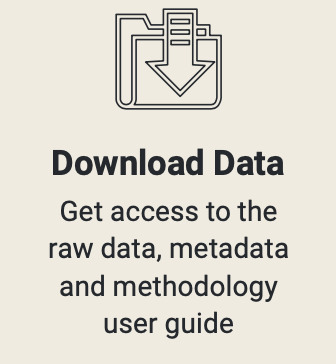 Download Data
Get access to the
raw data, metadata
and methodology
user guide